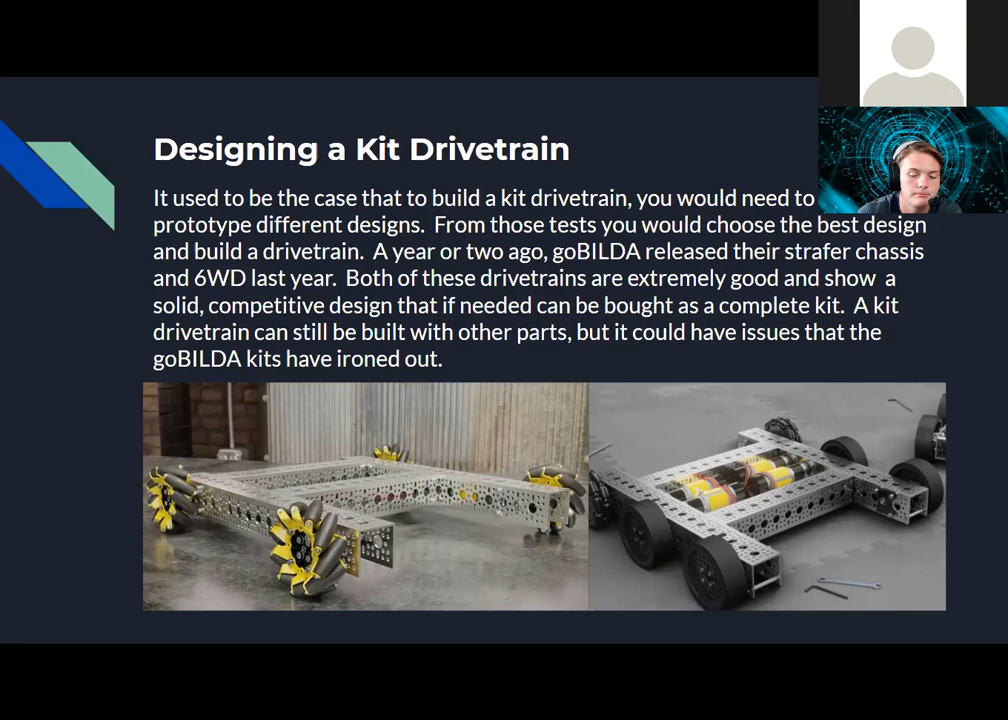 Designing a Kit Drivetrain
It used to be the case that to build a kit drivetrain, you would need to
prototype different designs.  From those tests you would choose the best design
and build a drivetrain.  A year or two ago, goBILDA released their strafer chassis
and 6WD last year.  Both of these drivetrains are extremely good and show  a
solid, competitive design that if needed can be bought as a complete kit.  A kit
drivetrain can still be built with other parts, but it could have issues that the
goBILDA kits have ironed out.